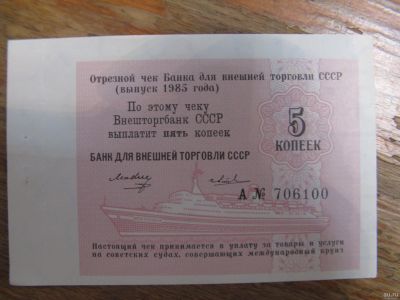 Отрезной чек Банка для внешней торговли СССР
(выпуск 1985 года)
По этому чеку
Внешторгбанк СССР
выплатит пять копеек
5
КОПЕЕК
БАНК ДЛЯ ВНЕШНЕЙ ТОРГОВЛИ СССР
А № 706100
Настоящий чек принимается в уплату за товары и услуги
на советских судах, совершающих международный круиз